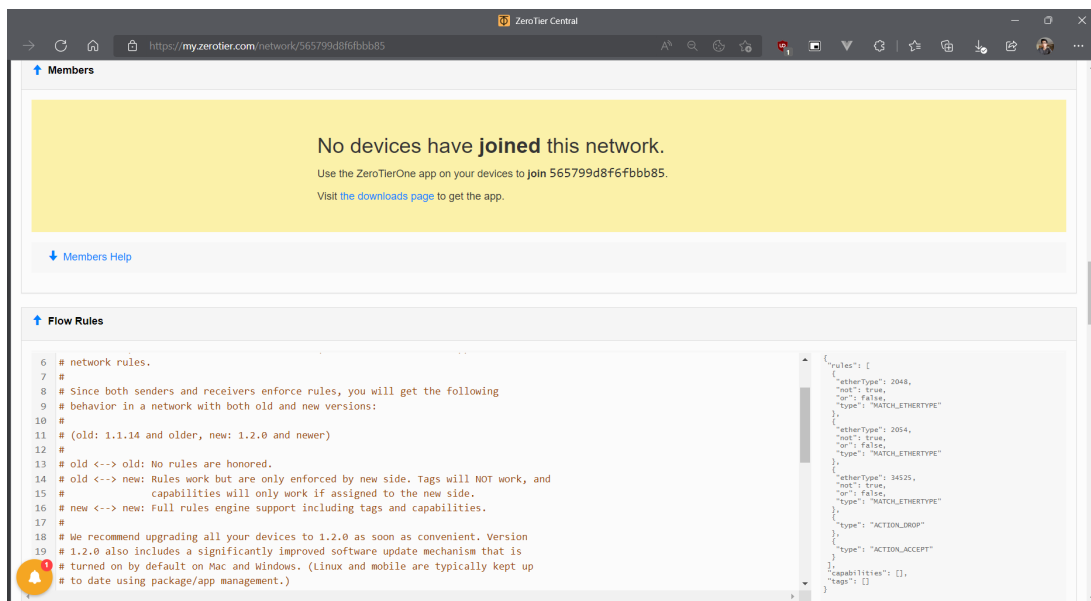 ZeroTier Central
https://my.zerotier.com/network/565799d8f6fbbb85
1
Members
No devices have joined this network.
Use the ZeroTierOne app on your devices to join 565799d8f6fbbb85.
Visit the downloads page to get the app.
Members Help
Flow Rules
6 # network rules.
7 #
8 # Since both senders and receivers enforce rules, you will get the following
9 # behavior in a network with both old and new versions:
10 #
11 # (old: 1.1.14 and older, new: 1.2.0 and newer)
12 #
13 # old <--> old: No rules are honored.
14 # old <--> new: Rules work but are only enforced by new side. Tags will NOT work, and
15 # capabilities will only work if assigned to the new side.
16 # new <--> new: Full rules engine support including tags and capabilities.
17 #
18 # We recommend upgrading all your devices to 1.2.0 as soon as convenient. Version
19 # 1.2.0 also includes a significantly improved software update mechanism that is
# turned on by default on Mac and Windows. (Linux and mobile are typically kept up
# to date using package/app management.)
1
{
"rules": [
{
"etherType": 2048,
"not": true,
"or": false,
"type": "MATCH_ETHERTYPE"
},
{
"etherType": 2054,
"not": true,
"or": false,
"type": "MATCH_ETHERTYPE"
},
{
"etherType": 34525,
"not": true,
"or": false,
"type": "MATCH_ETHERTYPE"
},
{
"type": "ACTION_DROP"
},
{
"type": "ACTION_ACCEPT"
}
],
"capabilities": [],
"tags": []
}